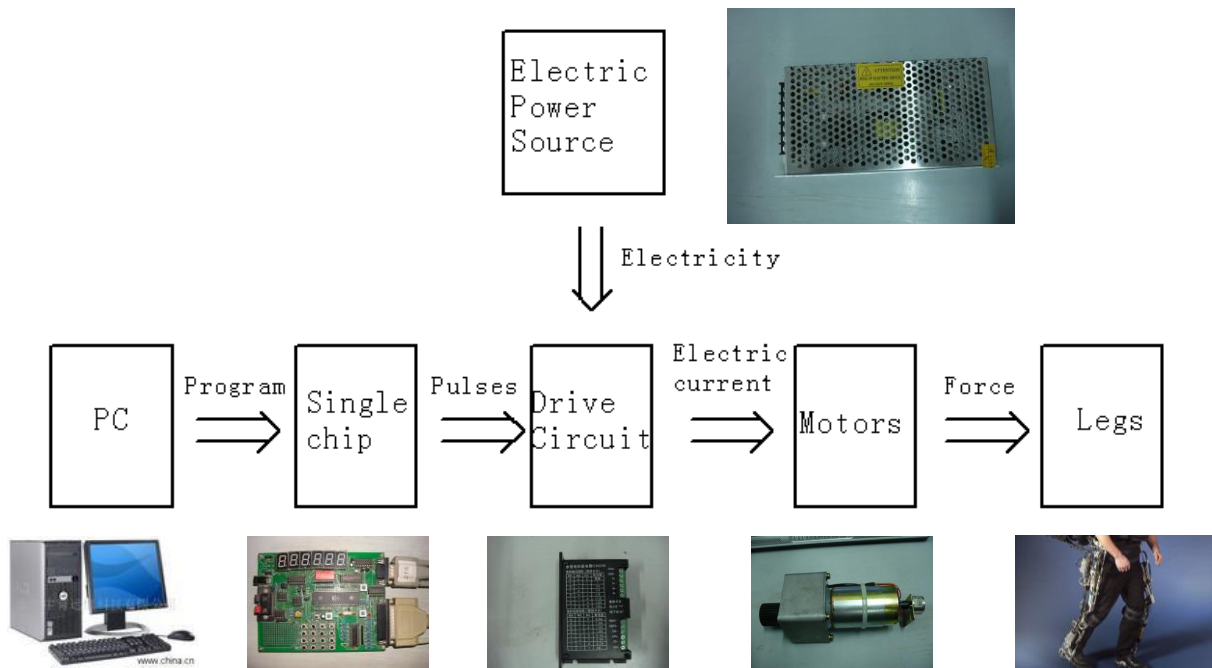 Electric
Power
Source
ATTENTION
Electricity
PC
Program
Single
chip
Pulses
Drive
Circuit
Electric
current
Motors
Force
Legs
www.china.cn